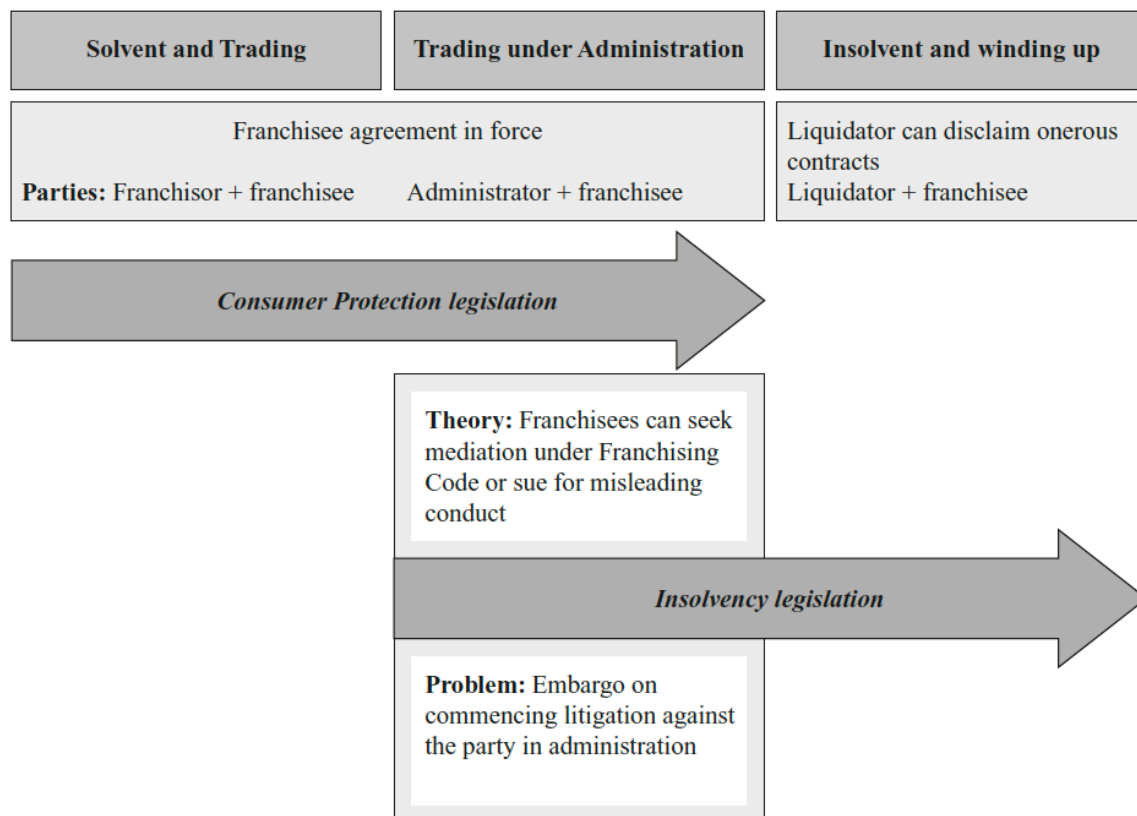 Solvent and Trading
Trading under Administration
Insolvent and winding up
Franchisee agreement in force
Parties: Franchisor + franchisee
Administrator + franchisee
Liquidator can disclaim onerous
contracts
Liquidator + franchisee
Consumer Protection legislation
Theory: Franchisees can seek
mediation under Franchising
Code or sue for misleading
conduct
Insolvency legislation
Problem: Embargo on
commencing litigation against
the party in administration